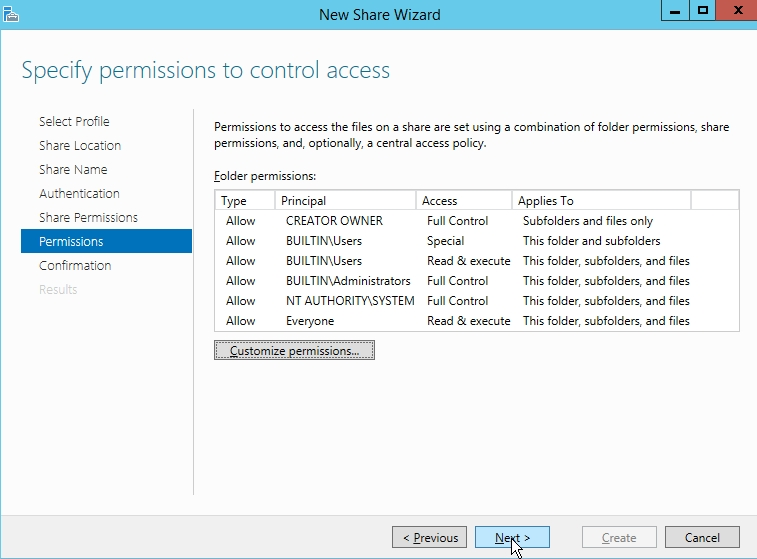 New Share Wizard
Specify permissions to control access
Select Profile
Share Location
Share Name
Authentication
Share Permissions
Permissions
Confirmation
Results
Permissions to access the files on a share are set using a combination of folder permissions, share
permissions, and, optionally, a central access policy.
Folder permissions:
Type Principal Access Applies To
Allow CREATOR OWNER Full Control Subfolders and files only
Allow BUILTIN\Users Special This folder and subfolders
Allow BUILTIN\Users Read & execute This folder, subfolders, and files
Allow BUILTIN\Administrators Full Control This folder, subfolders, and files
Allow NT AUTHORITY\SYSTEM Full Control This folder, subfolders, and files
Allow Everyone Read & execute This folder, subfolders, and files
Customize permissions...
< Previous Next > Create Cancel